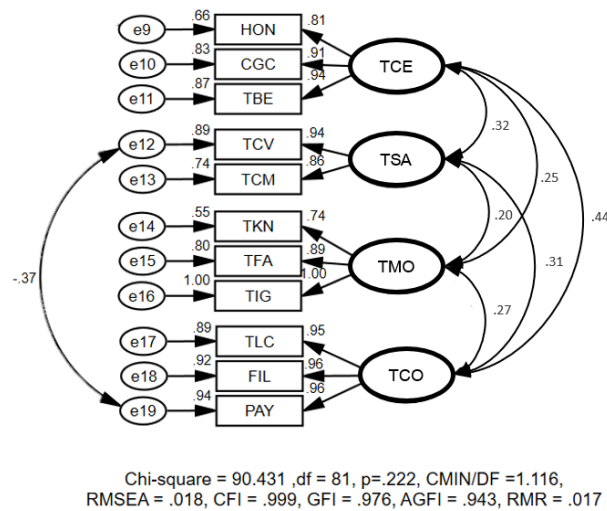 .66 .81
e9 HON
.83 .91 TCE
e10 CGC
.87 .94
e11 TBE
.32
.89 .94
e12 TCV
TSA
.74 .86
e13 TCM
.25
.44
.20
.55 .74
e14 TKN
.80 .89
e15 TFA TMO
.31
1.00 1.00
e16 TIG
-.37
.27
.89 .95
e17 TLC
.92 .96
e18 FIL TCO
.94 .96
e19 PAY
Chi-square = 90.431 ,df = 81, p=.222, CMIN/DF =1.116,
RMSEA = .018, CFI = .999, GFI = .976, AGFI = .943, RMR = .017